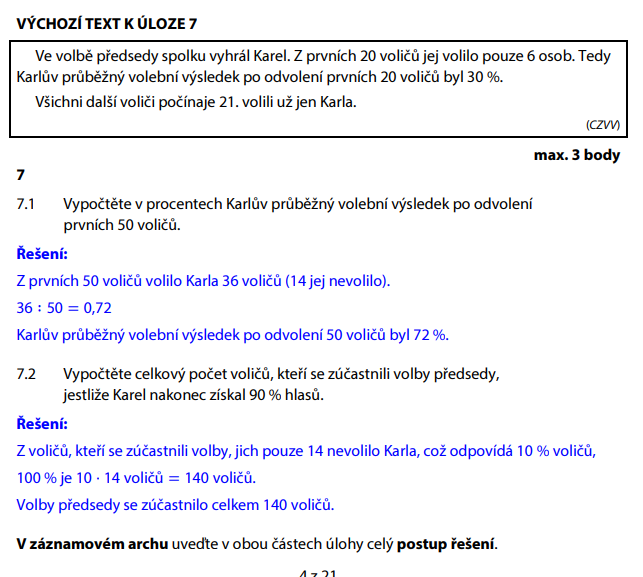 VÝCHOZÍ TEXT K ÚLOZE 7
Ve volbě předsedy spolku vyhrál Karel. Z prvních 20 voličů jej volilo pouze 6 osob. Tedy
Karlův průběžný volební výsledek po odvolení prvních 20 voličů byl 30 %.
Všichni další voliči počínaje 21. volili už jen Karla.
(CZVV)
max. 3 body
7
7.1 Vypočtěte v procentech Karlův průběžný volební výsledek po odvolení
prvních 50 voličů.
Řešení:
Z prvních 50 voličů volilo Karla 36 voličů (14 jej nevolilo).
36 : 50 = 0,72
Karlův průběžný volební výsledek po odvolení 50 voličů byl 72 %.
7.2 Vypočtěte celkový počet voličů, kteří se zúčastnili volby předsedy,
jestliže Karel nakonec získal 90 % hlasů.
Řešení:
Z voličů, kteří se zúčastnili volby, jich pouze 14 nevolilo Karla, což odpovídá 10 % voličů,
100 % je 10 · 14 voličů = 140 voličů.
Volby předsedy se zúčastnilo celkem 140 voličů.
V záznamovém archu uveďte v obou částech úlohy celý postup řešení.
4 z 21